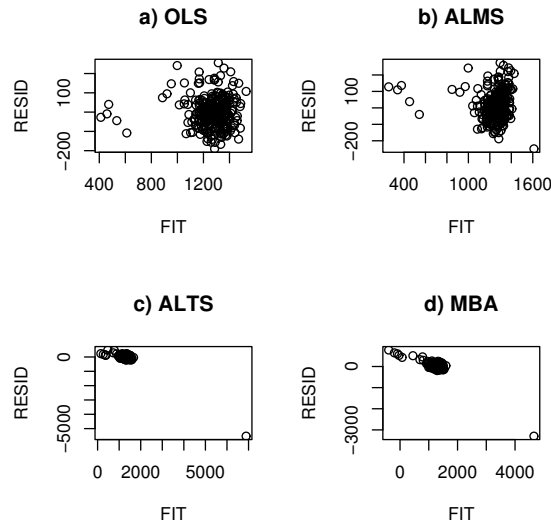 a) OLS
RESID
100
−200
400 800 1200
FIT
b) ALMS
RESID
100
−200
400 1000 1600
FIT
c) ALTS
RESID
0
−5000
0 2000 5000
FIT
d) MBA
RESID
0
−3000
0 2000 4000
FIT